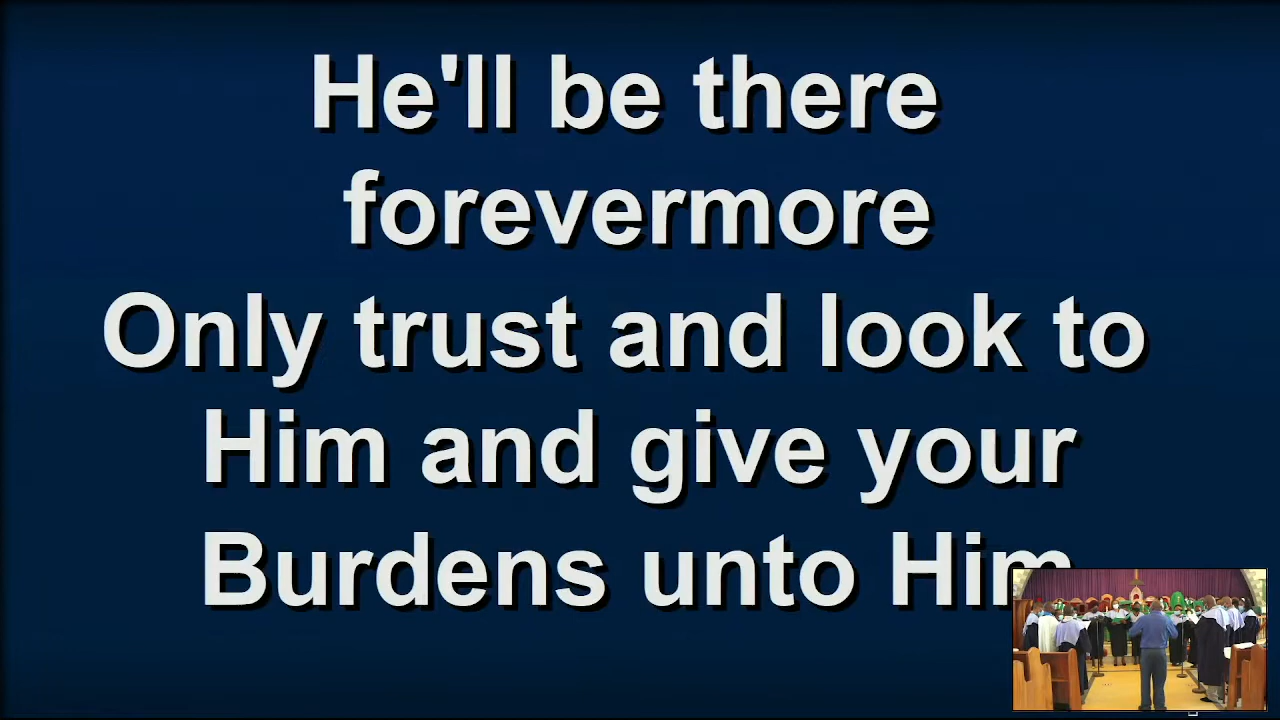 He'll be there
forevermore
Only trust and look to
Him and give your
Burdens unto Him